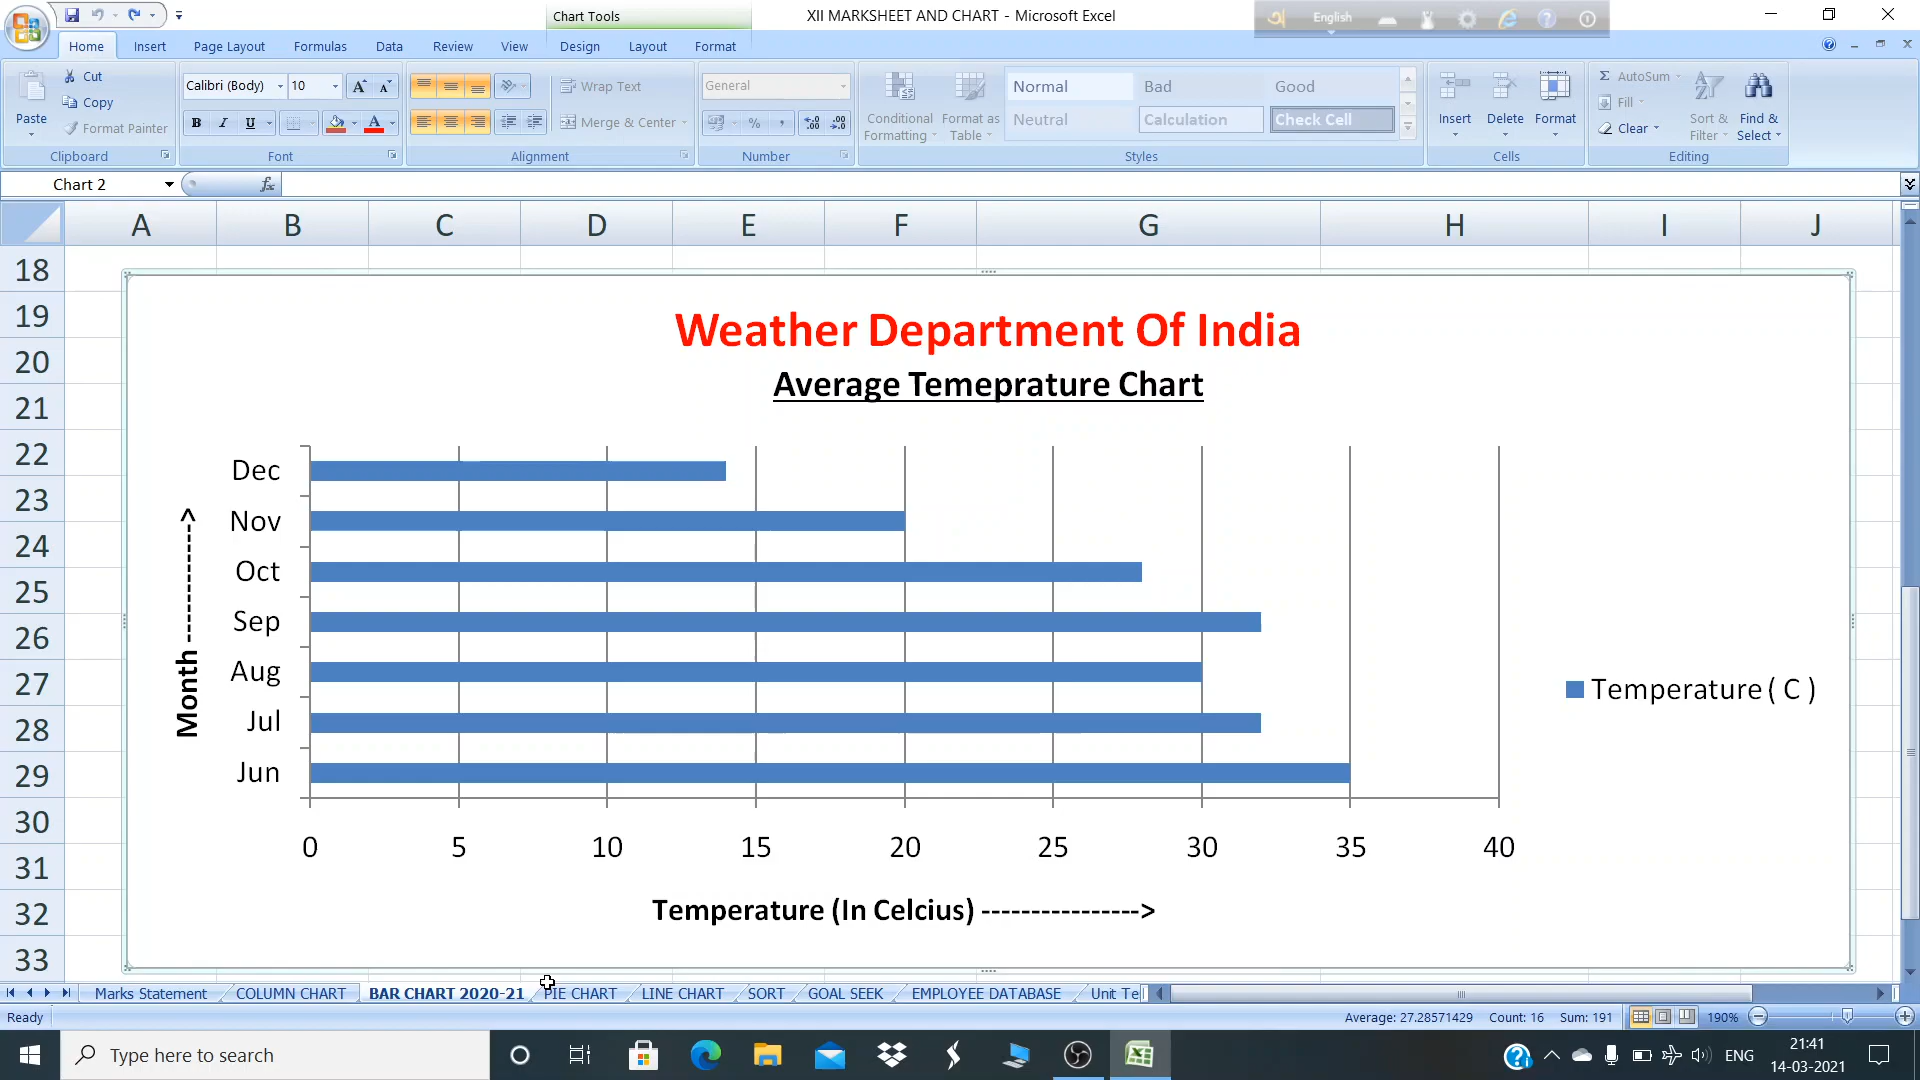 Chart Tools
XII MARKSHEET AND CHART - Microsoft Excel
English
Home Insert Page Layout Formulas Data Review View Design Layout Format
Paste
Cut
Copy
Format Painter
Clipboard
Calibri (Body) 10
B I U
Font
Wrap Text
Merge & Center
Alignment
General
%
Number
Conditional Formatting
Format as Table
Normal Bad Good
Neutral Calculation Check Cell
Styles
Insert Delete Format
Cells
AutoSum
Fill
Clear
Sort & Filter
Find & Select
Editing
Chart 2
fx
A B C D E F G H I J
18
19
20
21
22
23
24
25
26
27
28
29
30
31
32
33
Weather Department Of India
Average Temeprature Chart
Month ------------>
Dec
Nov
Oct
Sep
Aug
Jul
Jun
0 5 10 15 20 25 30 35 40
Temperature (In Celcius) ---------------->
Temperature ( C )
Marks Statement COLUMN CHART BAR CHART 2020-21 PIE CHART LINE CHART SORT GOAL SEEK EMPLOYEE DATABASE Unit Te
Ready
Average: 27.28571429 Count: 16 Sum: 191 190%
Type here to search
ENG
21:41
14-03-2021